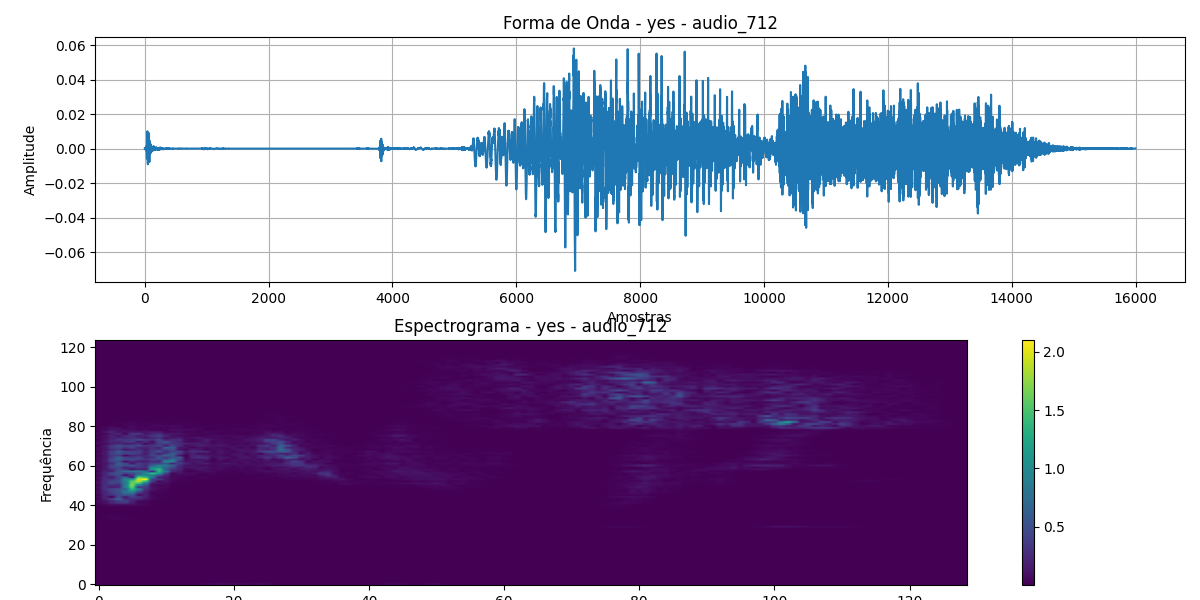 Forma de Onda - yes - audio_712
0.06
0.04
0.02
0.00
−0.02
−0.04
−0.06
Amplitude
0 2000 4000 6000 8000 10000 12000 14000 16000
Amostras
Espectrograma - yes - audio_712
120
100
80
60
40
20
0
Frequência
0 20 40 60 80 100 120
2.0
1.5
1.0
0.5